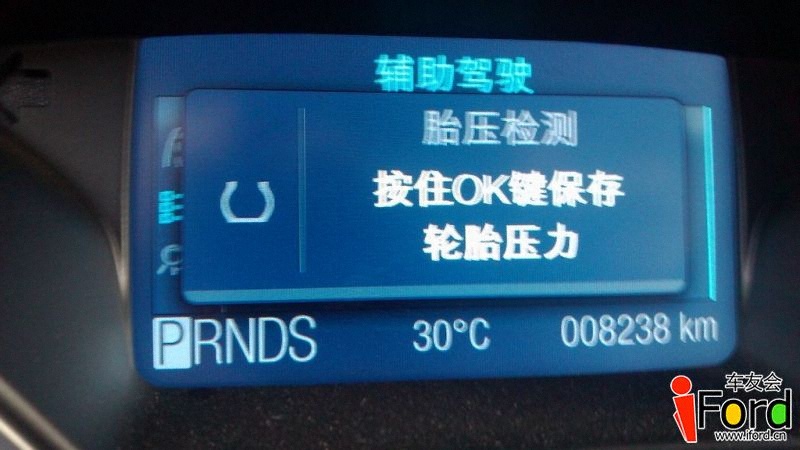 辅助驾驶
胎压检测
按住OK键保存
轮胎压力
PRNDS 30°C 008238 km
车友会
iFord
www.iford.cn